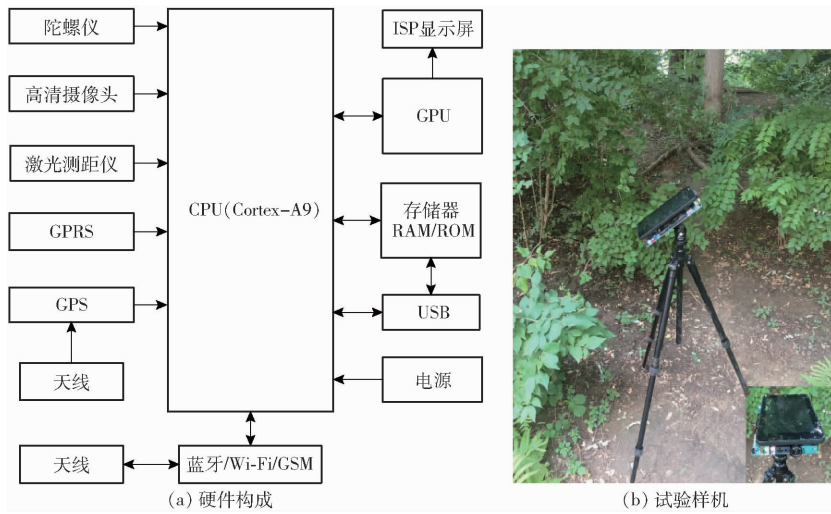 陀螺仪
高清摄像头
激光测距仪
GPRS
GPS
天线
天线
CPU(Cortex-A9)
蓝牙/Wi-Fi/GSM
ISP显示屏
GPU
存储器
RAM/ROM
USB
电源
(a) 硬件构成
(b) 试验样机